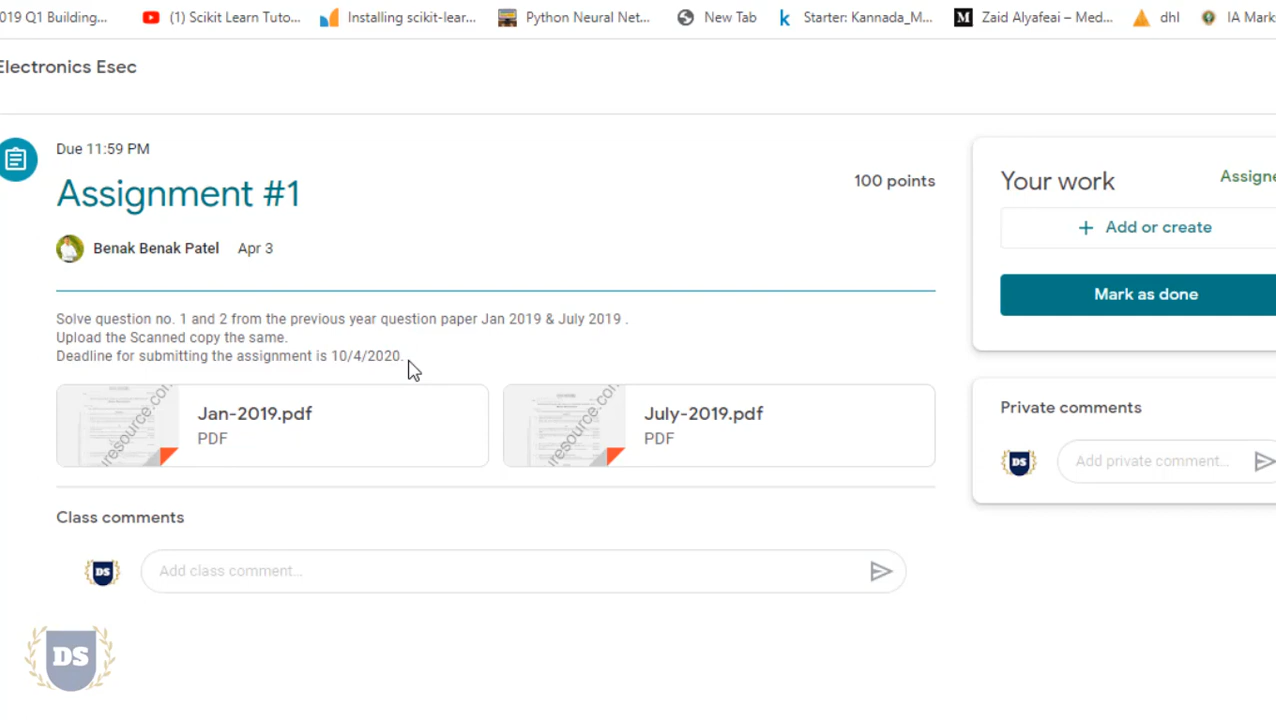 019 Q1 Building...
(1) Scikit Learn Tuto...
Installing scikit-lear...
Python Neural Net...
New Tab
Starter: Kannada_M...
M
Zaid Alyafeai – Med...
dhl
IA Mark
Electronics Esec
Due 11:59 PM
Assignment #1
100 points
Benak Benak Patel Apr 3
Solve question no. 1 and 2 from the previous year question paper Jan 2019 & July 2019 .
Upload the Scanned copy the same.
Deadline for submitting the assignment is 10/4/2020.
Jan-2019.pdf
PDF
July-2019.pdf
PDF
Class comments
DS
Add class comment...
Your work
Assigne
+ Add or create
Mark as done
Private comments
DS
Add private comment...
DS